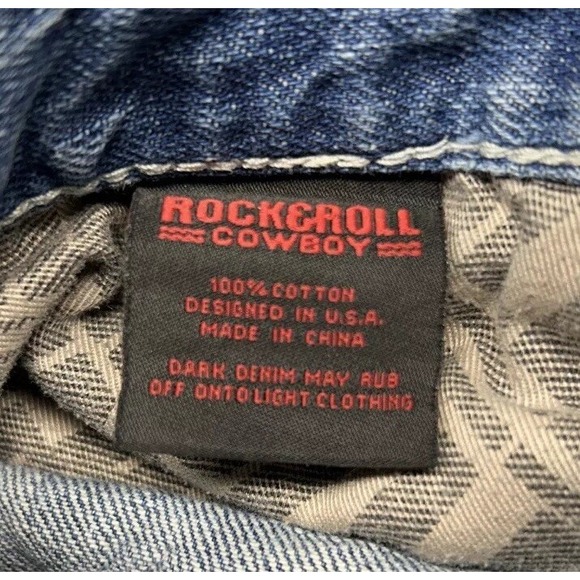 ROCK&ROLL
COWBOY
100% COTTON
DESIGNED IN U.S.A.
MADE IN CHINA
DARK DENIM MAY RUB
OFF ONTO LIGHT CLOTHING